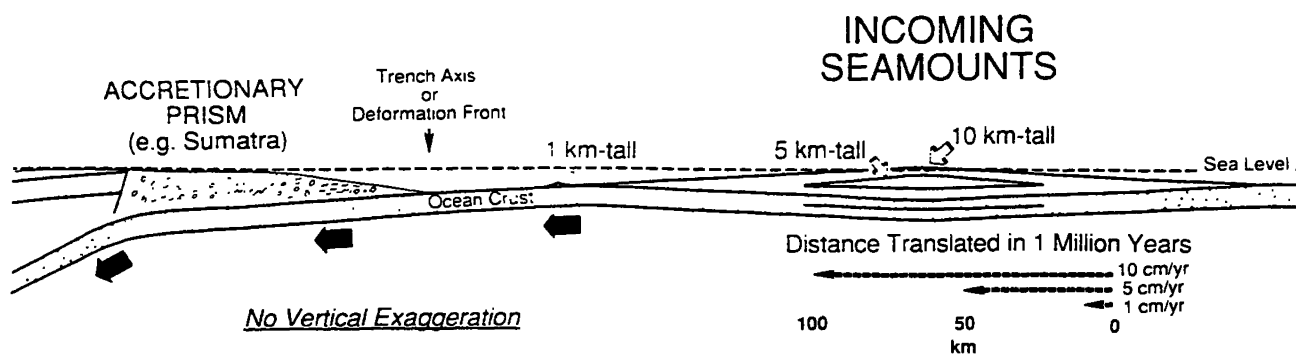 INCOMING
SEAMOUNTS
ACCRETIONARY
PRISM
(e.g. Sumatra)
Trench Axis
or
Deformation Front
1 km-tall
5 km-tall
10 km-tall
Sea Level
Ocean Crust
Distance Translated in 1 Million Years
10 cm/yr
5 cm/yr
1 cm/yr
100
50
0
km
No Vertical Exaggeration